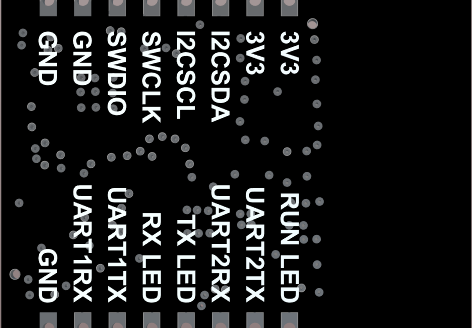 GND
GND
SWDIO
SWCLK
I2CSCL
I2CSDA
3V3
3V3
GND
UART1RX
UART1TX
RX LED
TX LED
UART2RX
UART2TX
RUN LED